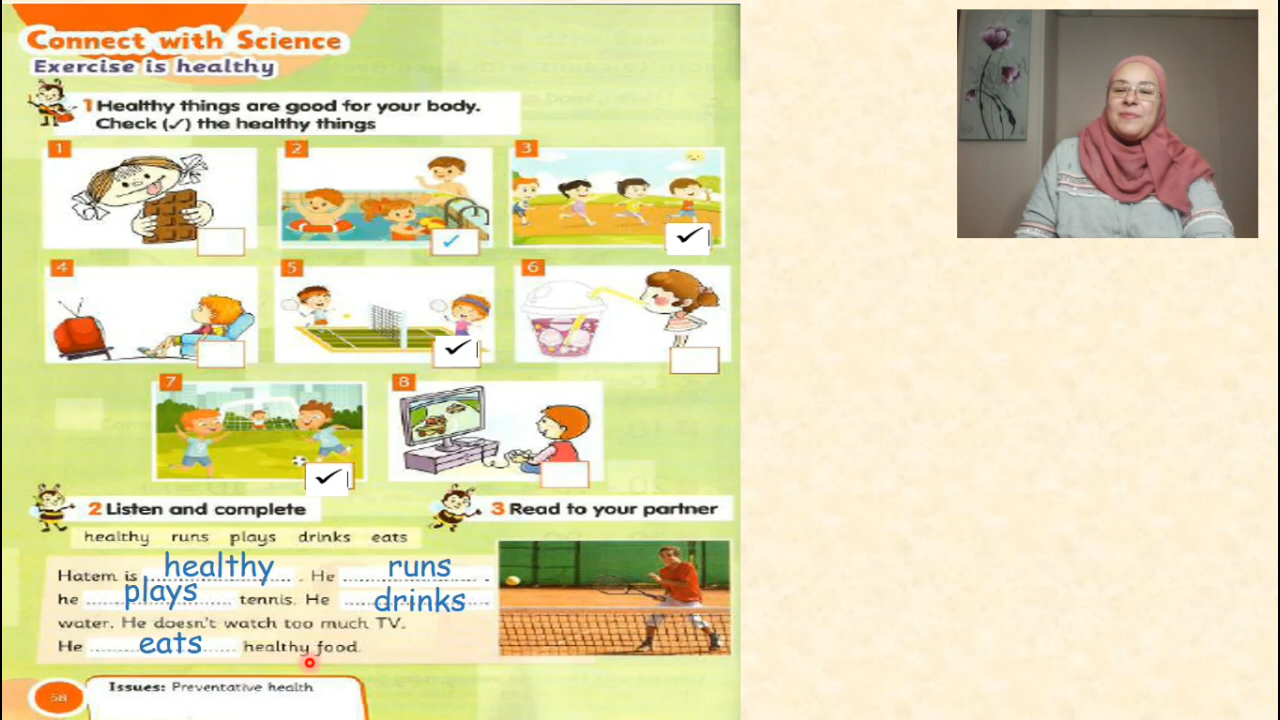 Connect with Science
Exercise is healthy
1 Healthy things are good for your body.
Check (✓) the healthy things
1
2
3
✓
✓
4
5
6
✓
7
8
✓
2 Listen and complete
3 Read to your partner
healthy runs plays drinks eats
Hatem is healthy . He runs .
he plays tennis. He drinks
water. He doesn't watch too much TV.
He eats healthy food.
58
Issues: Preventative health